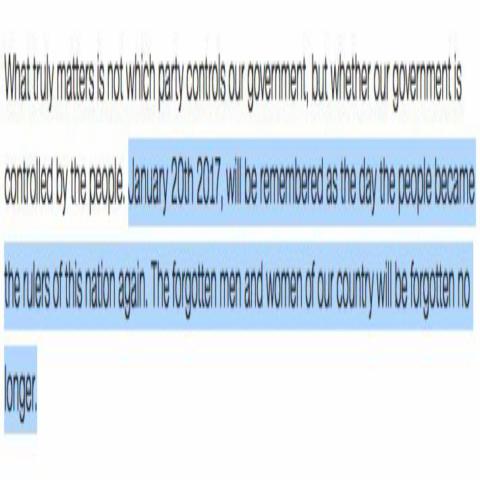 What truly matters is not which party controls our government, but whether our government is
controlled by the people. January 20th 2017, will be remembered as the day the people became
the rulers of this nation again. The forgotten men and women of our country will be forgotten no
longer.